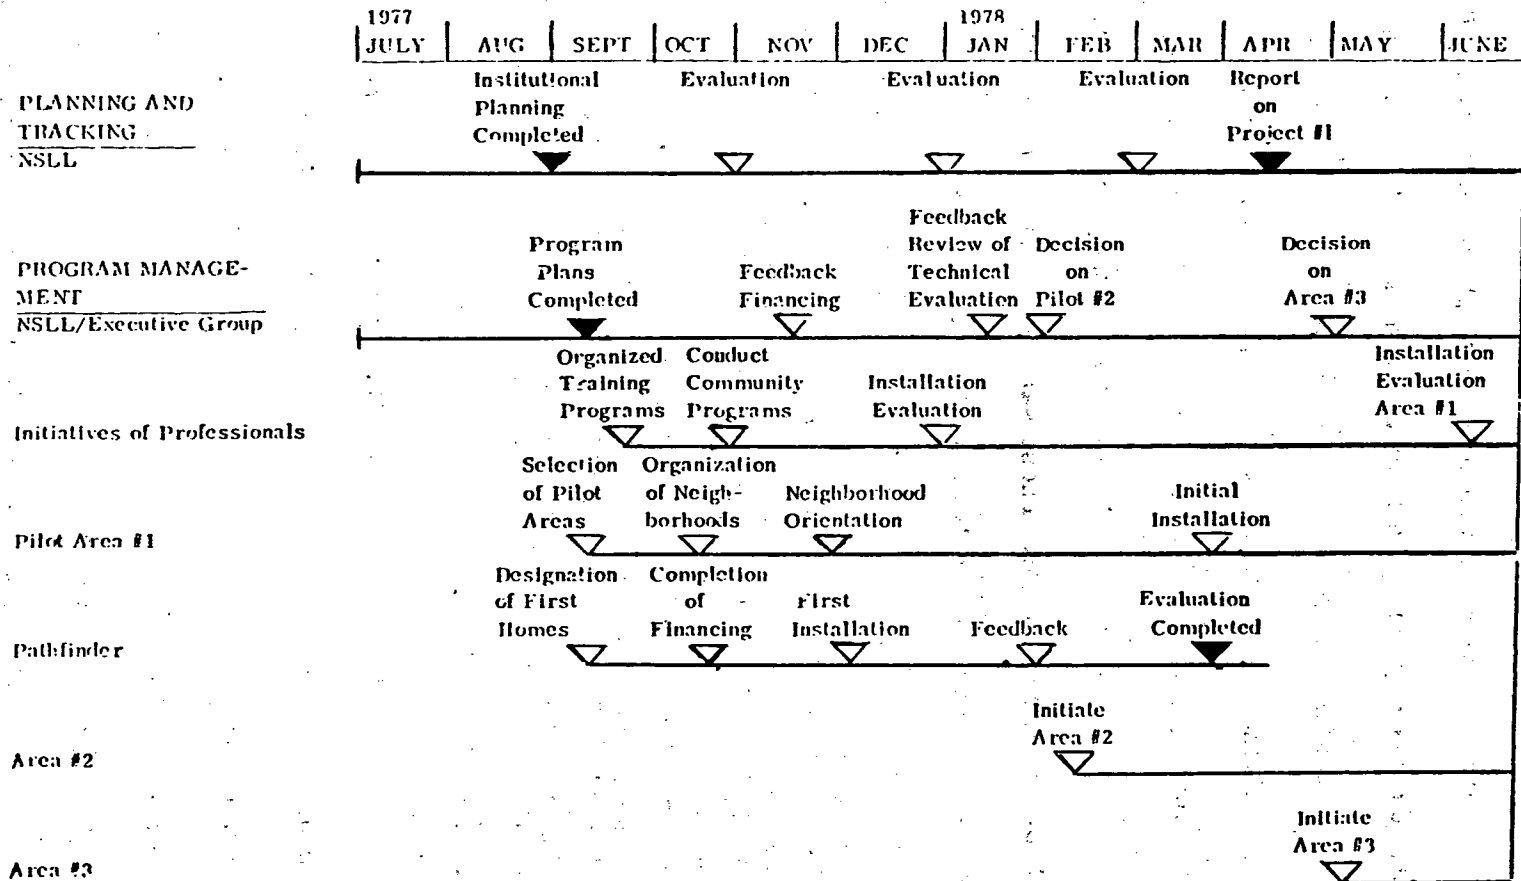 1977 1978
JULY AUG SEPT OCT NOV DEC JAN FEB MAR APR MAY JUNE
PLANNING AND
TRACKING
NSLL
Institutional
Planning
Completed
Evaluation
Evaluation
Evaluation
Report
on
Project #1
PROGRAM MANAGE-
MENT
NSLL/Executive Group
Program
Plans
Completed
Feedback
Financing
Feedback
Review of
Technical
Evaluation
Decision
on
Pilot #2
Decision
on
Area #3
Initiatives of Professionals
Organized
Training
Programs
Conduct
Community
Programs
Installation
Evaluation
Installation
Evaluation
Area #1
Pilot Area #1
Selection
of Pilot
Areas
Organization
of Neigh-
borhoods
Neighborhood
Orientation
Initial
Installation
Pathfinder
Designation
of First
Homes
Completion
of
Financing
First
Installation
Feedback
Evaluation
Completed
Area #2
Initiate
Area #2
Area #3
Initiate
Area #3